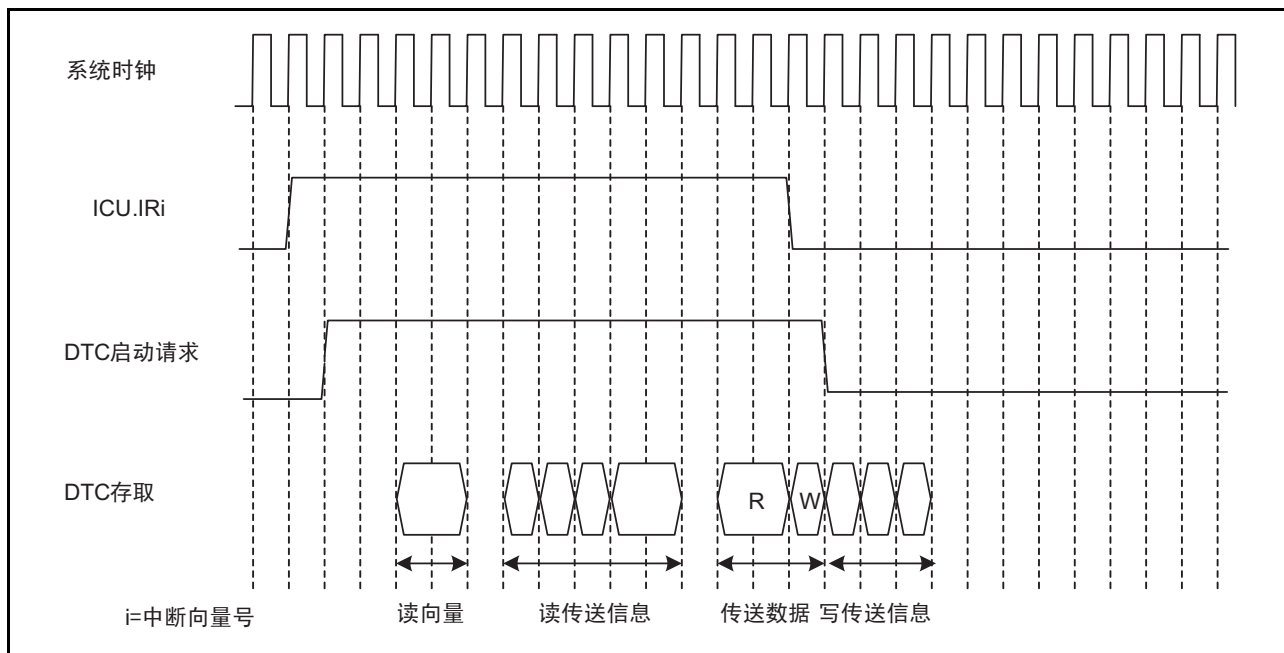 系统时钟
ICU.IRi
DTC启动请求
DTC存取
R
W
读向量
读传送信息
传送数据
写传送信息
i=中断向量号